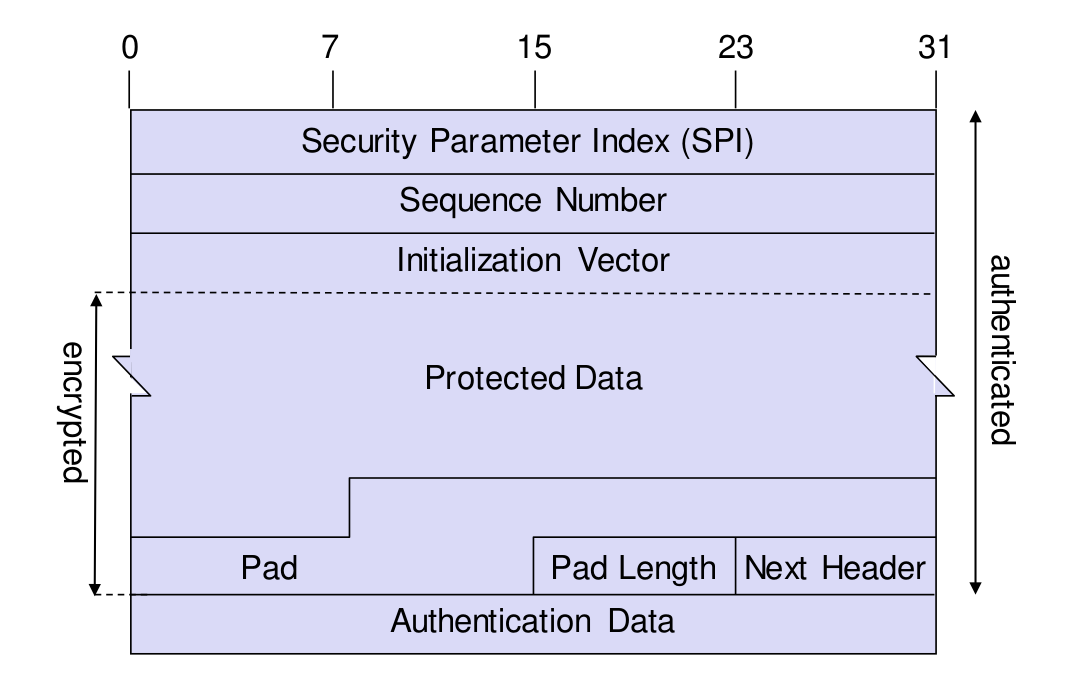 0 7 15 23 31
Security Parameter Index (SPI)
Sequence Number
Initialization Vector
authenticated
encrypted
Protected Data
Pad
Pad Length
Next Header
Authentication Data